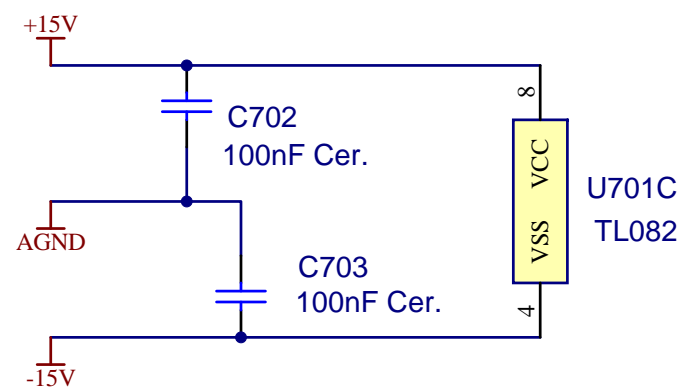 +15V
8
C702
100nF Cer.
VCC
U701C
AGND
VSS
TL082
C703
100nF Cer.
4
-15V